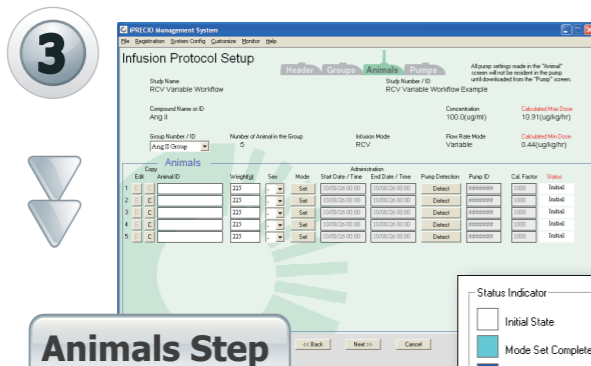 3
iPRECIO Management System
File Registration System Config Customize Monitor Help
Infusion Protocol Setup
Header Groups Animals Pumps
All pump settings made in the "Animal"
screen will not be resident in the pump
until downloaded from the "Pump" screen.
Study Name Study Number / ID
RCV Variable Workflow RCV Variable Workflow Example
Compound Name or ID Concentration Calculated Max Dose
Ang II 100.0(ug/ml) 10.91(ug/kg/hr)
Group Number / ID Number of Animal in the Group Infusion Mode Flow Rate Mode Calculated Min Dose
Ang II Group 5 RCV Variable 0.44(ug/kg/hr)
Animals
Copy Administration
Edit Animal ID Weight(g) Sex Mode Start Date / Time End Date / Time Pump Detection Pump ID Cal. Factor Status
1 E C 225 - Set 10/08/26 00:00 10/08/26 00:00 Detect ####### 1000 Initial
2 E C 225 - Set 10/08/26 00:00 10/08/26 00:00 Detect ####### 1000 Initial
3 E C 225 - Set 10/08/26 00:00 10/08/26 00:00 Detect ####### 1000 Initial
4 E C 225 - Set 10/08/26 00:00 10/08/26 00:00 Detect ####### 1000 Initial
5 E C 225 - Set 10/08/26 00:00 10/08/26 00:00 Detect ####### 1000 Initial
Status Indicator
Initial State
Mode Set Complete
<< Back Next >> Cancel
Animals Step